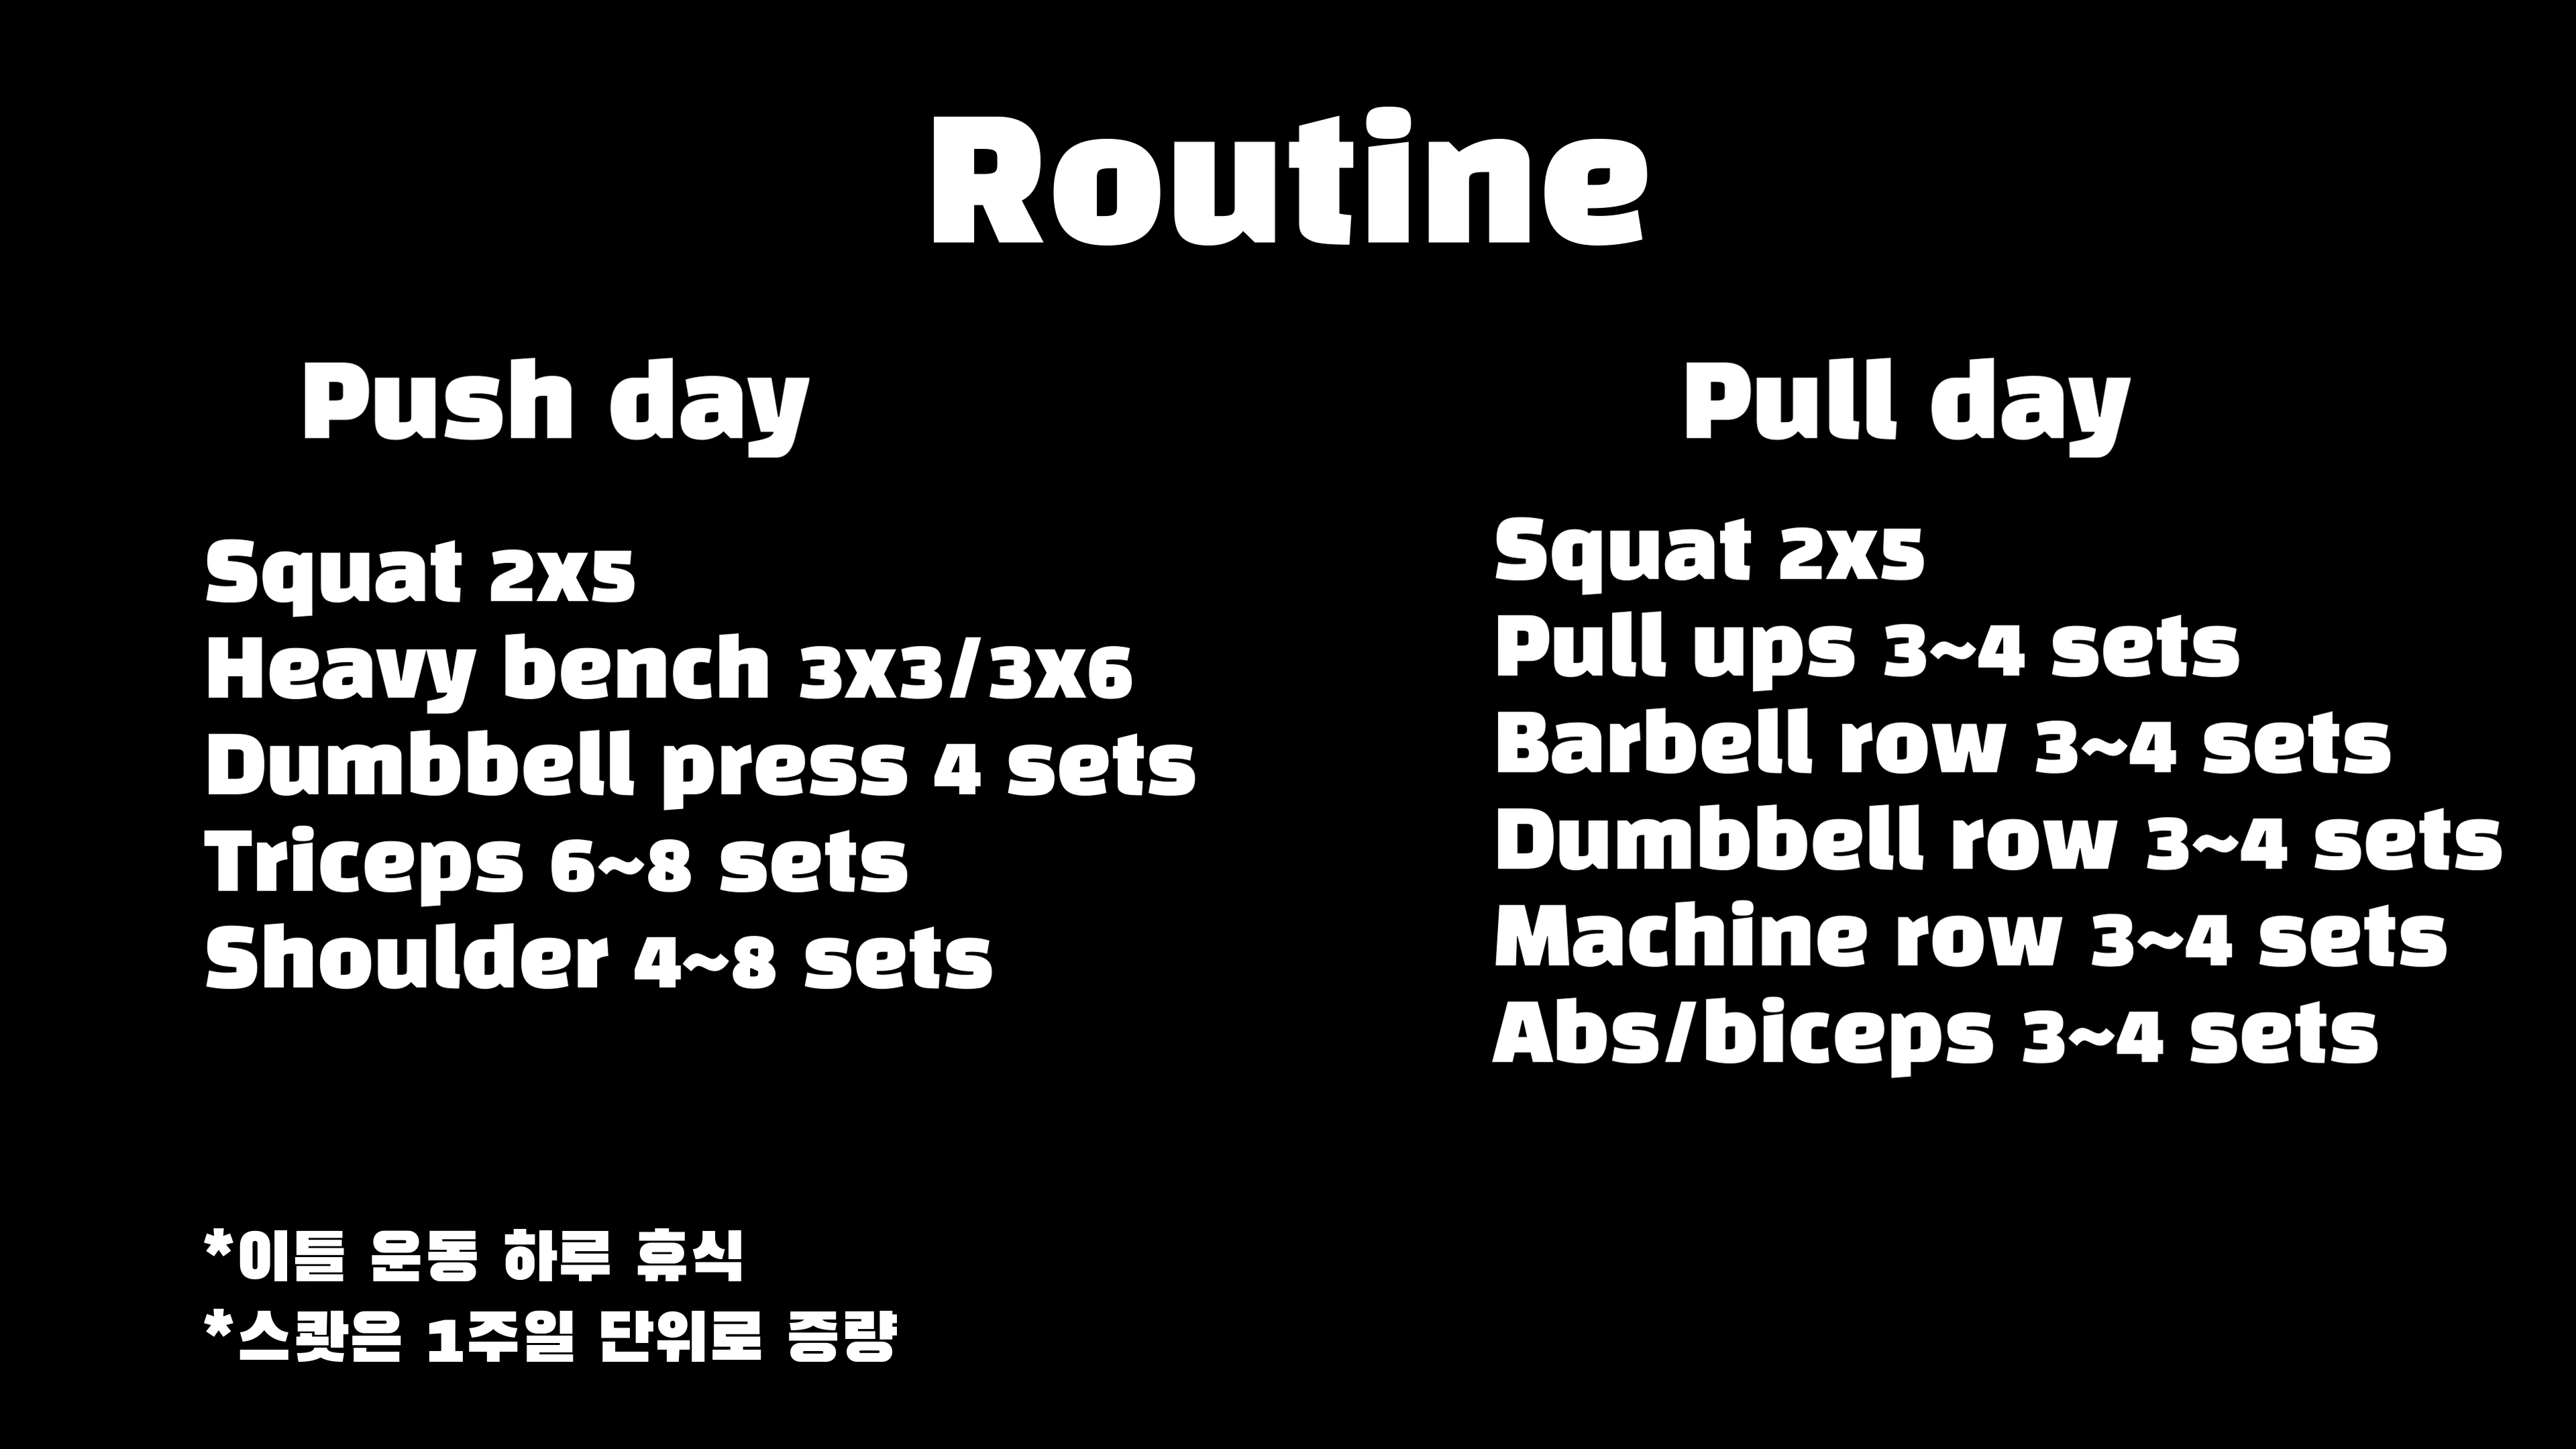 Routine
Push day
Squat 2x5
Heavy bench 3x3/3x6
Dumbbell press 4 sets
Triceps 6~8 sets
Shoulder 4~8 sets
Pull day
Squat 2x5
Pull ups 3~4 sets
Barbell row 3~4 sets
Dumbbell row 3~4 sets
Machine row 3~4 sets
Abs/biceps 3~4 sets
*이틀 운동 하루 휴식
*스쾃은 1주일 단위로 증량